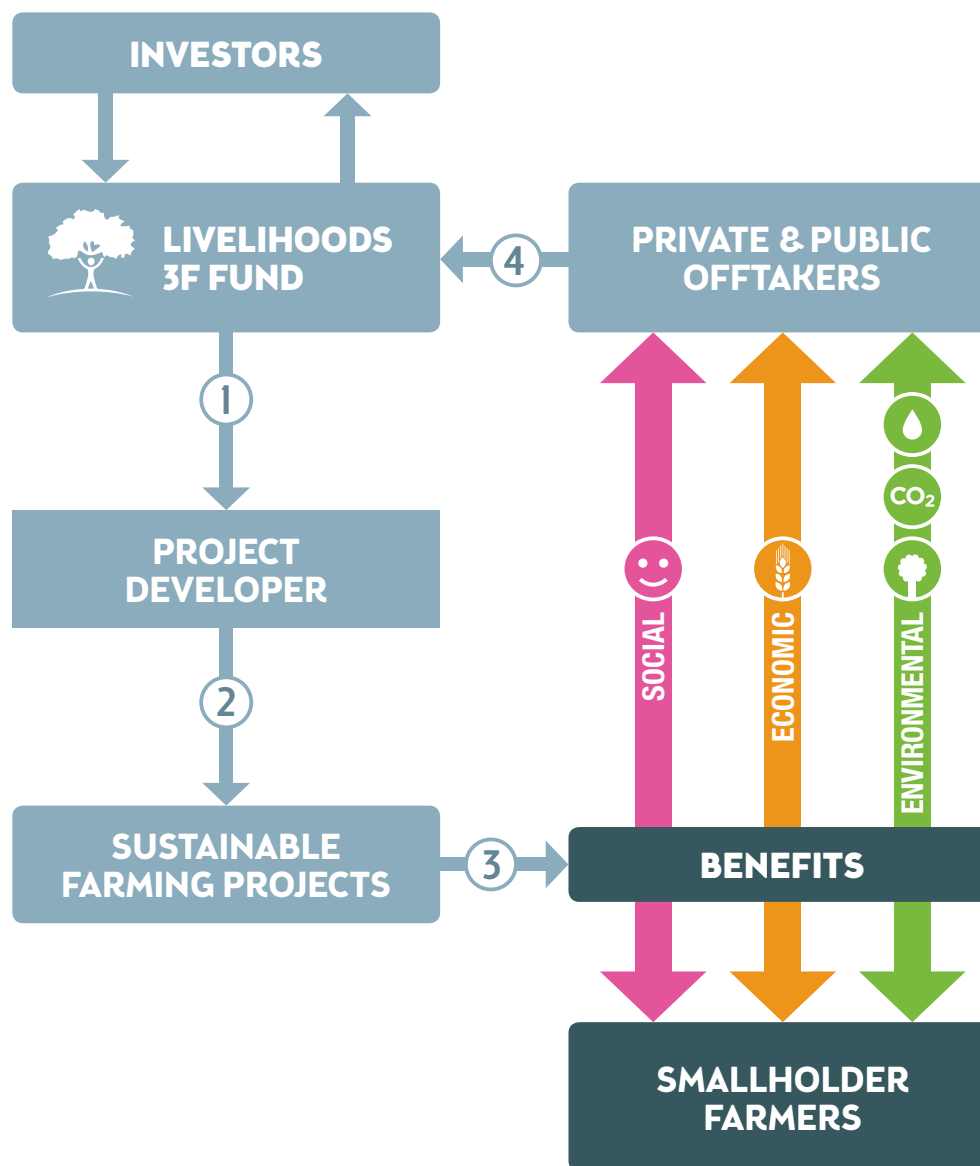 INVESTORS
LIVELIHOODS
3F FUND
4
PRIVATE & PUBLIC
OFFTAKERS
1
CO₂
PROJECT
DEVELOPER
SOCIAL
ECONOMIC
ENVIRONMENTAL
2
SUSTAINABLE
FARMING PROJECTS
3
BENEFITS
SMALLHOLDER
FARMERS